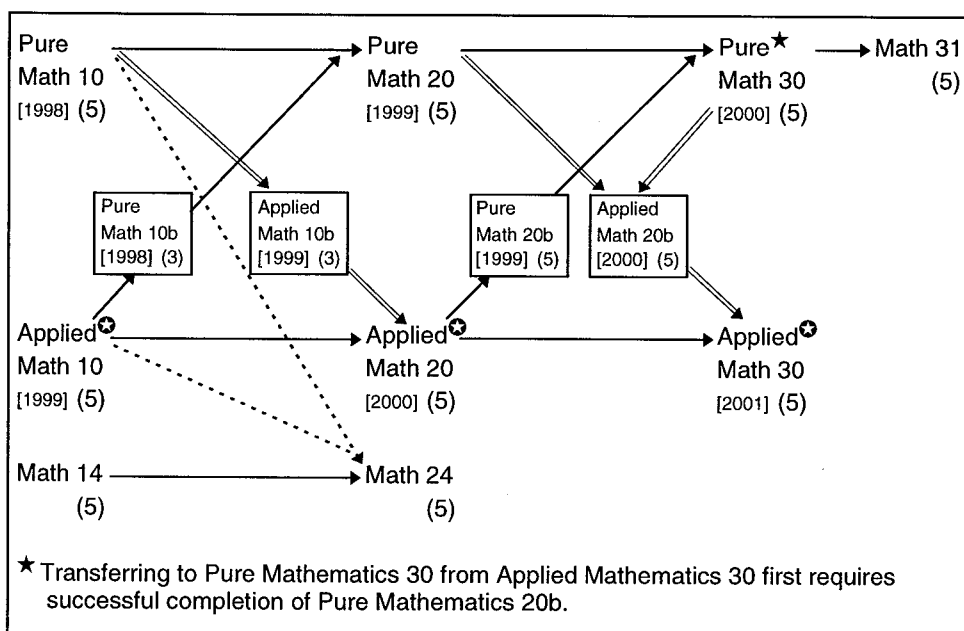 Pure
Math 10
[1998] (5)
Pure
Math 20
[1999] (5)
Pure★
Math 30
[2000] (5)
Math 31
(5)
Pure
Math 10b
[1998] (3)
Applied
Math 10b
[1999] (3)
Pure
Math 20b
[1999] (5)
Applied
Math 20b
[2000] (5)
Applied✪
Math 10
[1999] (5)
Applied✪
Math 20
[2000] (5)
Applied✪
Math 30
[2001] (5)
Math 14
(5)
Math 24
(5)
★ Transferring to Pure Mathematics 30 from Applied Mathematics 30 first requires
successful completion of Pure Mathematics 20b.